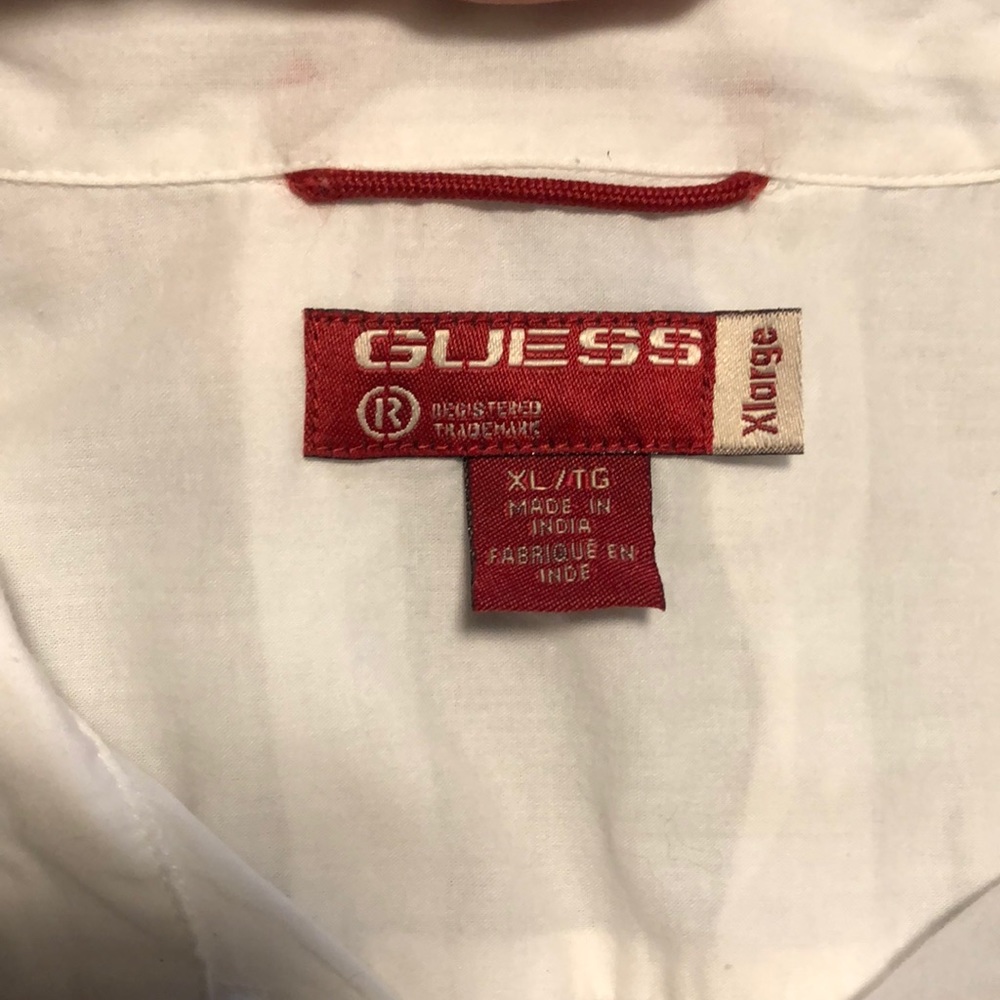 GUESS
® REGISTERED
TRADEMARK
Xlarge
XL/TG
MADE IN
INDIA
FABRIQUÉ EN
INDE